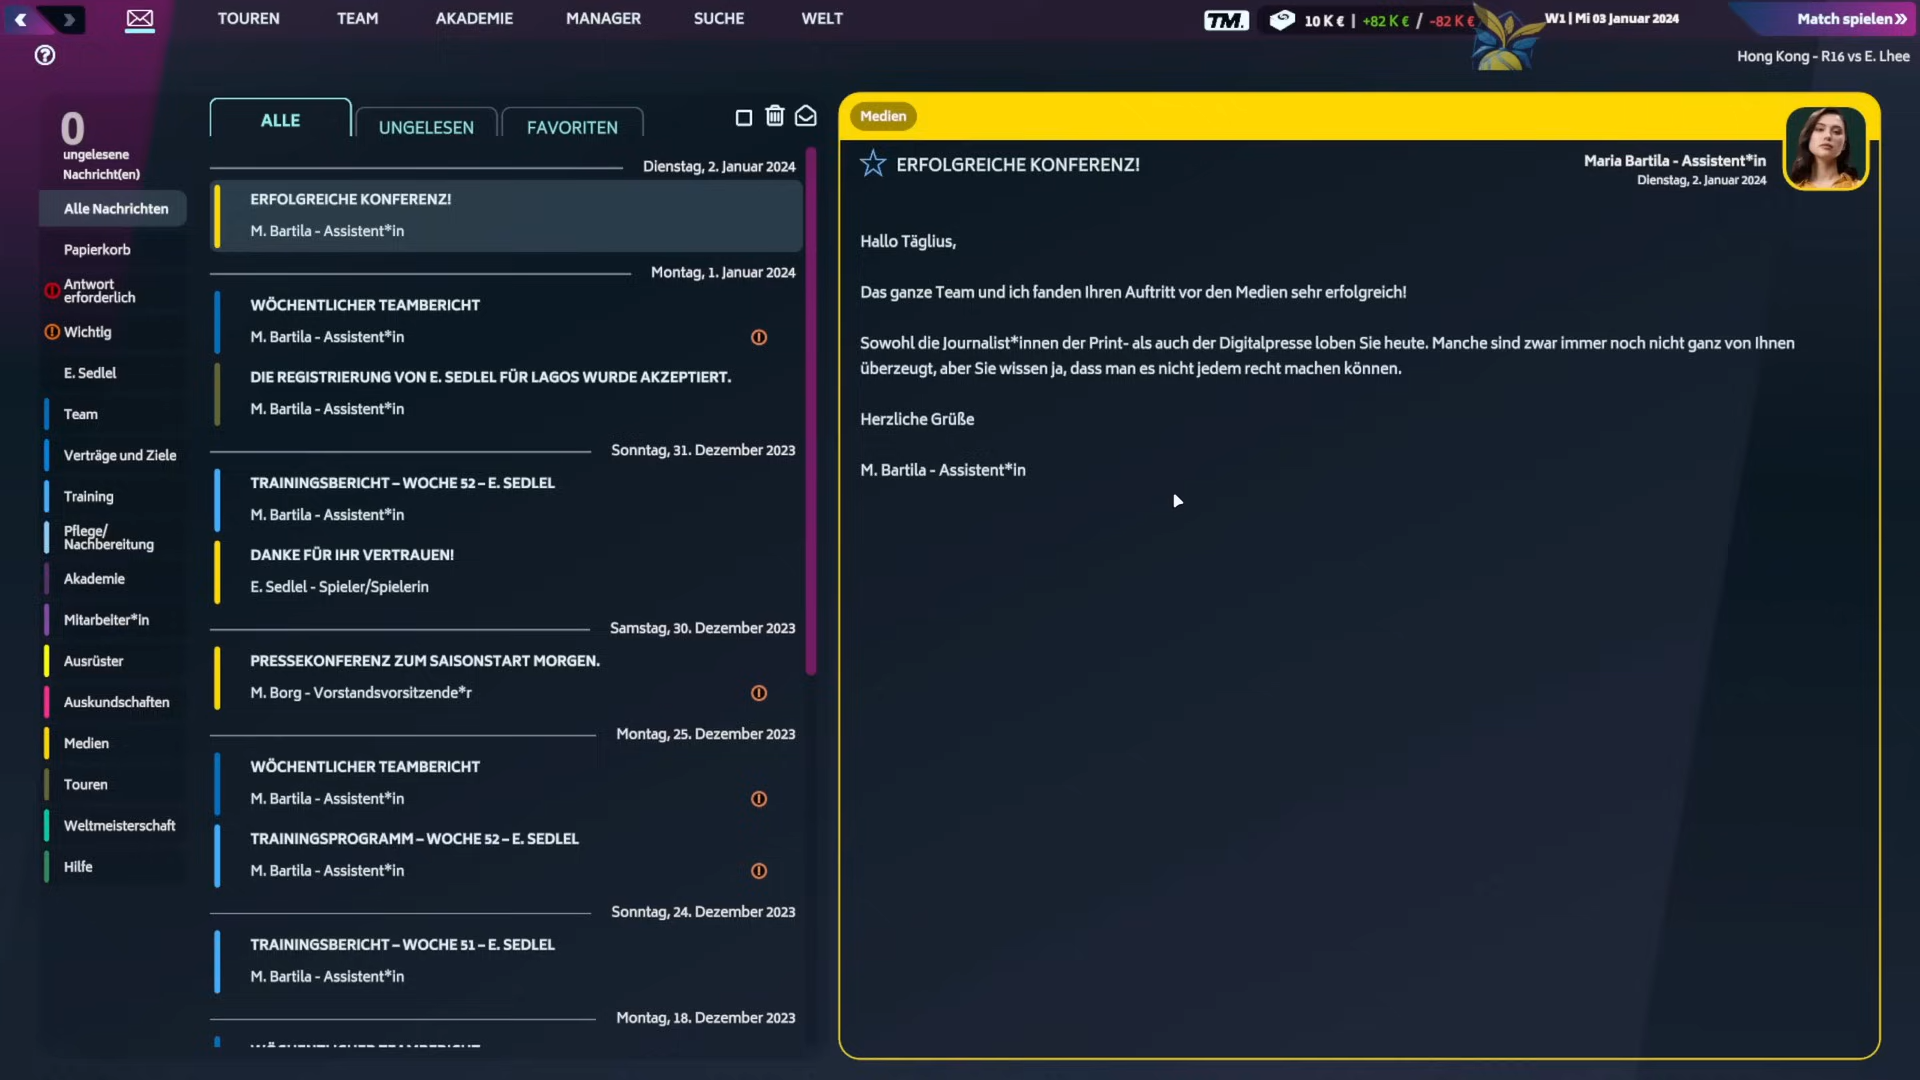 TOUREN
TEAM
AKADEMIE
MANAGER
SUCHE
WELT
TM.
10 K € | +82 K € / -82 K €
W1 | Mi 03 Januar 2024
Match spielen
Hong Kong - R16 vs E. Lhee
0
ungelesene
Nachricht(en)
Alle Nachrichten
Papierkorb
Antwort
erforderlich
Wichtig
E. Sedlel
Team
Verträge und Ziele
Training
Pflege/
Nachbereitung
Akademie
Mitarbeiter*in
Ausrüster
Auskundschaften
Medien
Touren
Weltmeisterschaft
Hilfe
ALLE
UNGELESEN
FAVORITEN
Dienstag, 2. Januar 2024
ERFOLGREICHE KONFERENZ!
M. Bartila - Assistent*in
Montag, 1. Januar 2024
WÖCHENTLICHER TEAMBERICHT
M. Bartila - Assistent*in
DIE REGISTRIERUNG VON E. SEDLEL FÜR LAGOS WURDE AKZEPTIERT.
M. Bartila - Assistent*in
Sonntag, 31. Dezember 2023
TRAININGSBERICHT – WOCHE 52 – E. SEDLEL
M. Bartila - Assistent*in
DANKE FÜR IHR VERTRAUEN!
E. Sedlel - Spieler/Spielerin
Samstag, 30. Dezember 2023
PRESSEKONFERENZ ZUM SAISONSTART MORGEN.
M. Borg - Vorstandsvorsitzende*r
Montag, 25. Dezember 2023
WÖCHENTLICHER TEAMBERICHT
M. Bartila - Assistent*in
TRAININGSPROGRAMM – WOCHE 52 – E. SEDLEL
M. Bartila - Assistent*in
Sonntag, 24. Dezember 2023
TRAININGSBERICHT – WOCHE 51 – E. SEDLEL
M. Bartila - Assistent*in
Montag, 18. Dezember 2023
Medien
ERFOLGREICHE KONFERENZ!
Maria Bartila - Assistent*in
Dienstag, 2. Januar 2024
Hallo Täglius,
Das ganze Team und ich fanden Ihren Auftritt vor den Medien sehr erfolgreich!
Sowohl die Journalist*innen der Print- als auch der Digitalpresse loben Sie heute. Manche sind zwar immer noch nicht ganz von Ihnen
überzeugt, aber Sie wissen ja, dass man es nicht jedem recht machen können.
Herzliche Grüße
M. Bartila - Assistent*in